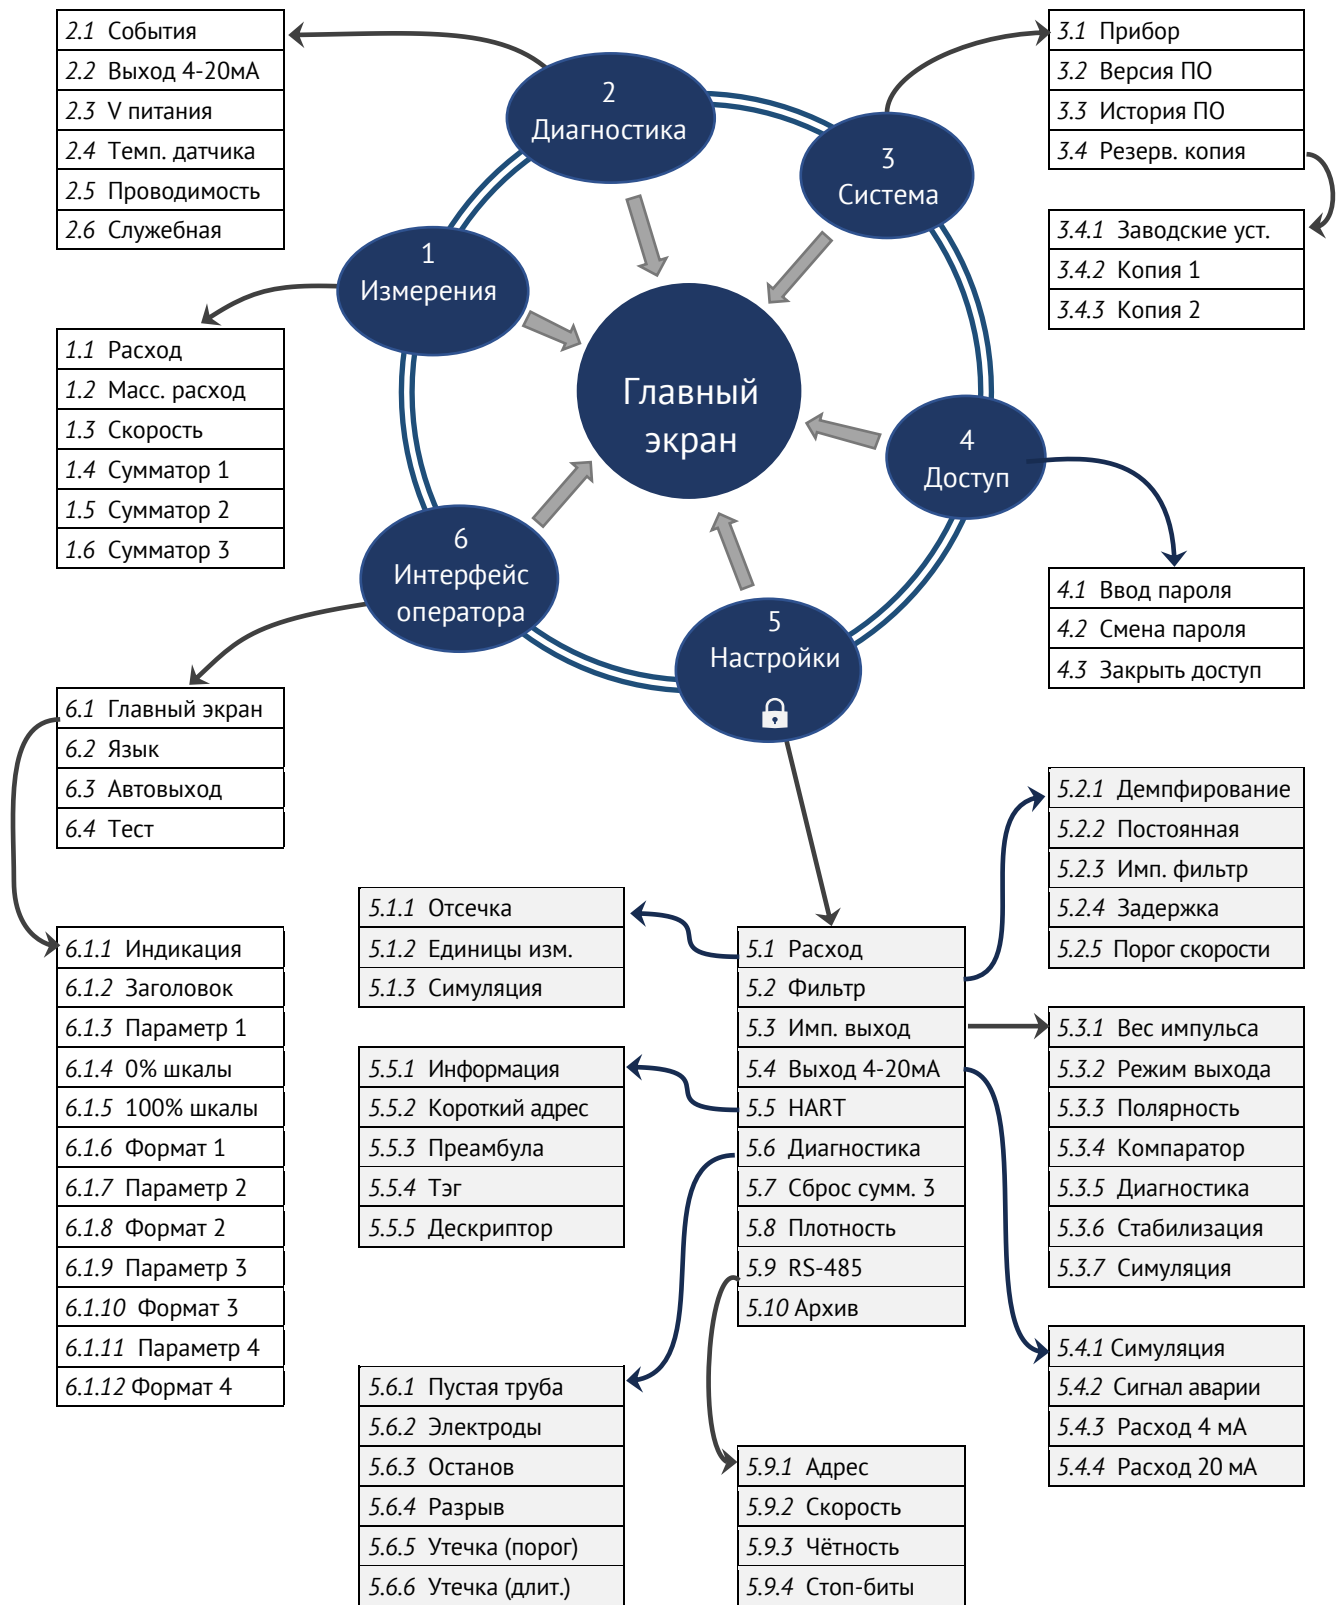 2.1 События
2.2 Выход 4-20мА
2.3 V питания
2.4 Темп. датчика
2.5 Проводимость
2.6 Служебная
2
Диагностика
3
Система
3.1 Прибор
3.2 Версия ПО
3.3 История ПО
3.4 Резерв. копия
3.4.1 Заводские уст.
3.4.2 Копия 1
3.4.3 Копия 2
1
Измерения
1.1 Расход
1.2 Масс. расход
1.3 Скорость
1.4 Сумматор 1
1.5 Сумматор 2
1.6 Сумматор 3
Главный
экран
4
Доступ
4.1 Ввод пароля
4.2 Смена пароля
4.3 Закрыть доступ
6
Интерфейс
оператора
5
Настройки
6.1 Главный экран
6.2 Язык
6.3 Автовыход
6.4 Тест
6.1.1 Индикация
6.1.2 Заголовок
6.1.3 Параметр 1
6.1.4 0% шкалы
6.1.5 100% шкалы
6.1.6 Формат 1
6.1.7 Параметр 2
6.1.8 Формат 2
6.1.9 Параметр 3
6.1.10 Формат 3
6.1.11 Параметр 4
6.1.12 Формат 4
5.1.1 Отсечка
5.1.2 Единицы изм.
5.1.3 Симуляция
5.5.1 Информация
5.5.2 Короткий адрес
5.5.3 Преамбула
5.5.4 Тэг
5.5.5 Дескриптор
5.6.1 Пустая труба
5.6.2 Электроды
5.6.3 Останов
5.6.4 Разрыв
5.6.5 Утечка (порог)
5.6.6 Утечка (длит.)
5.1 Расход
5.2 Фильтр
5.3 Имп. выход
5.4 Выход 4-20мА
5.5 HART
5.6 Диагностика
5.7 Сброс сумм. 3
5.8 Плотность
5.9 RS-485
5.10 Архив
5.9.1 Адрес
5.9.2 Скорость
5.9.3 Чётность
5.9.4 Стоп-биты
5.2.1 Демпфирование
5.2.2 Постоянная
5.2.3 Имп. фильтр
5.2.4 Задержка
5.2.5 Порог скорости
5.3.1 Вес импульса
5.3.2 Режим выхода
5.3.3 Полярность
5.3.4 Компаратор
5.3.5 Диагностика
5.3.6 Стабилизация
5.3.7 Симуляция
5.4.1 Симуляция
5.4.2 Сигнал аварии
5.4.3 Расход 4 мА
5.4.4 Расход 20 мА